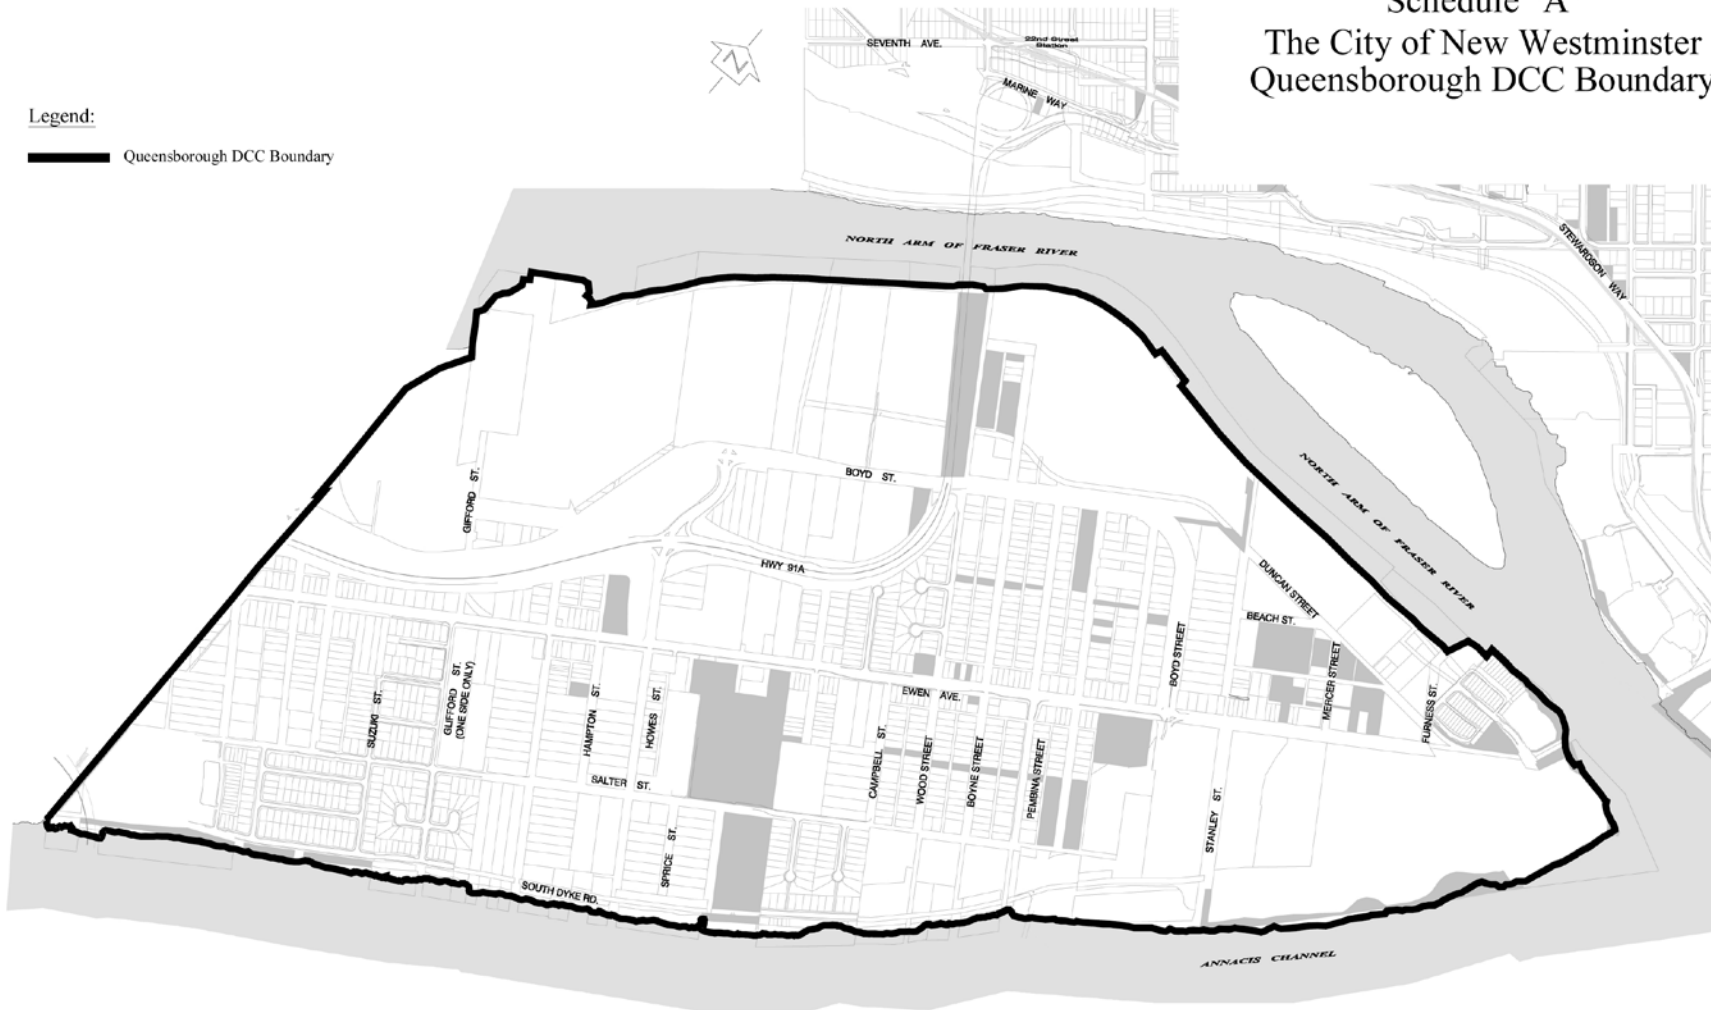 Schedule "A"
The City of New Westminster
Queensborough DCC Boundary
Legend:
Queensborough DCC Boundary
SEVENTH AVE.
22nd Street
Station
MARINE WAY
STEWARDSON WAY
NORTH ARM OF FRASER RIVER
NORTH ARM OF FRASER RIVER
GIFFORD ST.
BOYD ST.
HWY 91A
DUNCAN STREET
BEACH ST.
BOYD STREET
MERCER STREET
FURNESS ST.
EWEN AVE.
SUZUKI ST.
GLIFFORD ST.
(ONE SIDE ONLY)
HAMPTON ST.
HOWES ST.
CAMPBELL ST.
WOOD STREET
BOYNE STREET
PEMBINA STREET
STANLEY ST.
SALTER ST.
SPRICE ST.
SOUTH DYKE RD.
ANNACIS CHANNEL
N